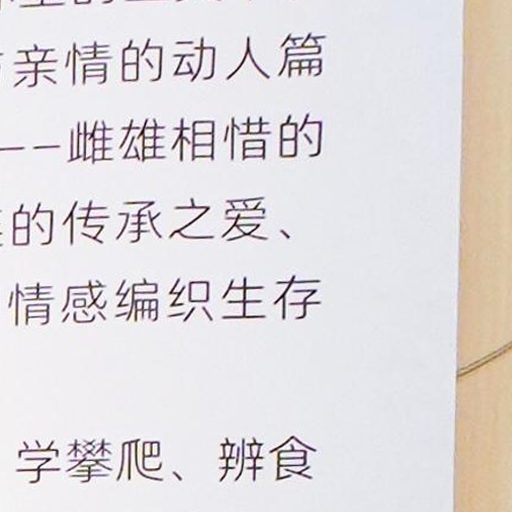 亲情的动人篇
——雌雄相惜的
的传承之爱、
情感编织生存
学攀爬、辨食